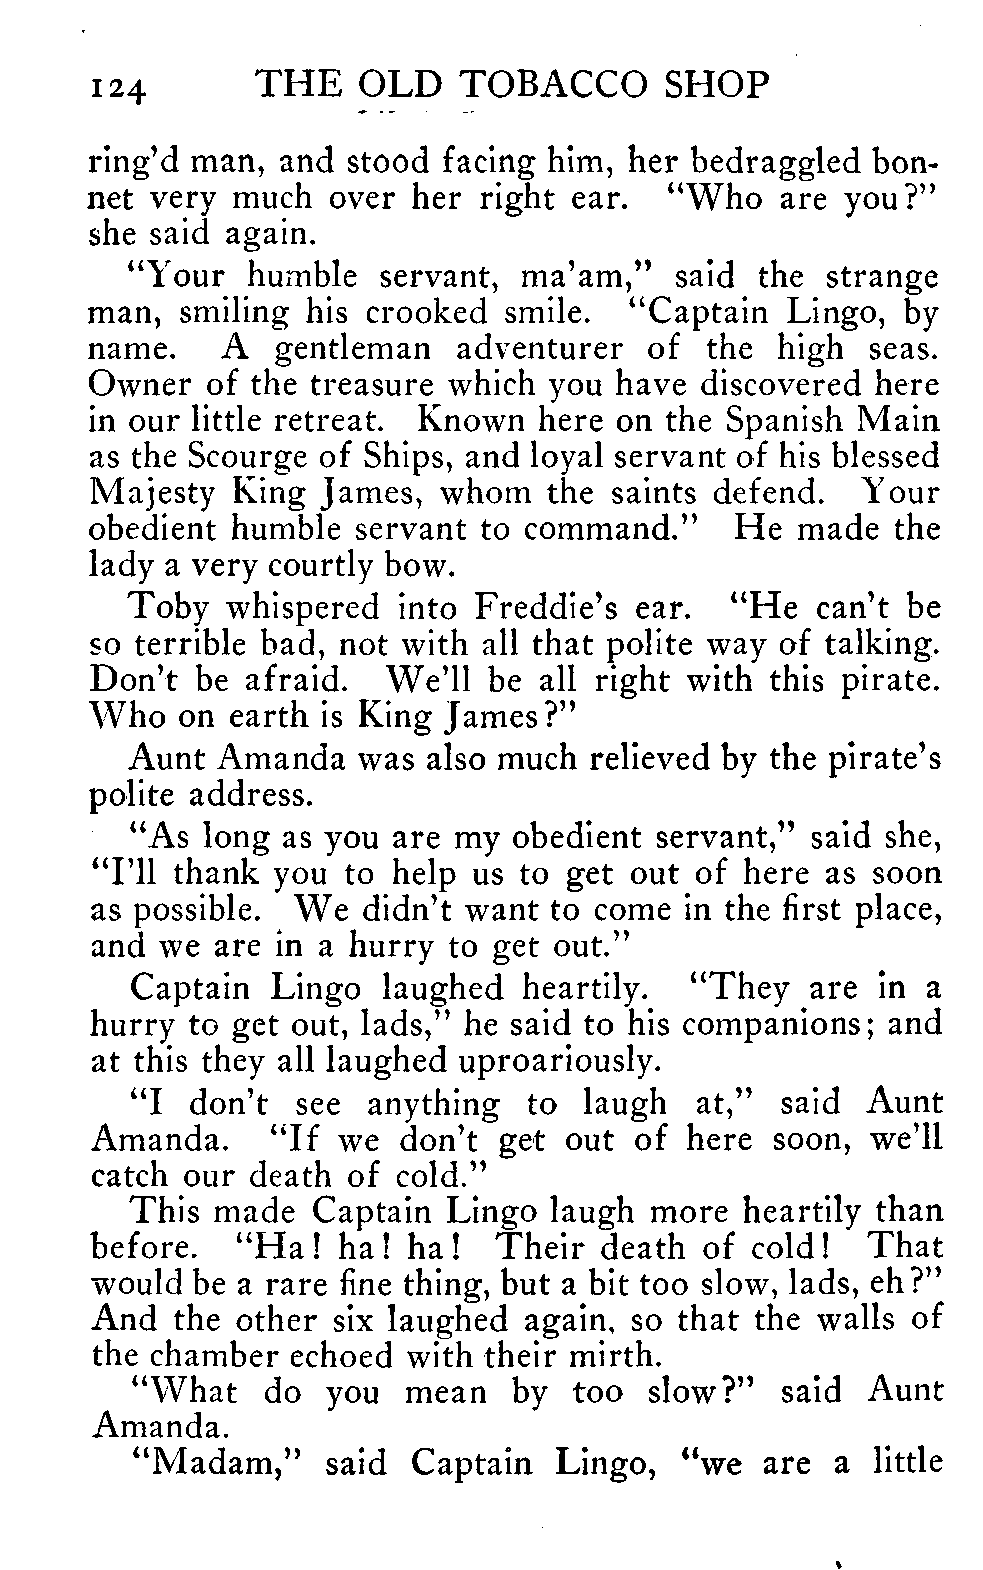 124 THE OLD TOBACCO SHOP
ring'd man, and stood facing him, her bedraggled bon-
net very much over her right ear. "Who are you?"
she said again.
"Your humble servant, ma'am," said the strange
man, smiling his crooked smile. "Captain Lingo, by
name. A gentleman adventurer of the high seas.
Owner of the treasure which you have discovered here
in our little retreat. Known here on the Spanish Main
as the Scourge of Ships, and loyal servant of his blessed
Majesty King James, whom the saints defend. Your
obedient humble servant to command." He made the
lady a very courtly bow.
Toby whispered into Freddie's ear. "He can't be
so terrible bad, not with all that polite way of talking.
Don't be afraid. We'll be all right with this pirate.
Who on earth is King James?"
Aunt Amanda was also much relieved by the pirate's
polite address.
"As long as you are my obedient servant," said she,
"I'll thank you to help us to get out of here as soon
as possible. We didn't want to come in the first place,
and we are in a hurry to get out."
Captain Lingo laughed heartily. "They are in a
hurry to get out, lads," he said to his companions; and
at this they all laughed uproariously.
"I don't see anything to laugh at," said Aunt
Amanda. "If we don't get out of here soon, we'll
catch our death of cold."
This made Captain Lingo laugh more heartily than
before. "Ha! ha! ha! Their death of cold! That
would be a rare fine thing, but a bit too slow, lads, eh?"
And the other six laughed again, so that the walls of
the chamber echoed with their mirth.
"What do you mean by too slow?" said Aunt
Amanda.
"Madam," said Captain Lingo, "we are a little